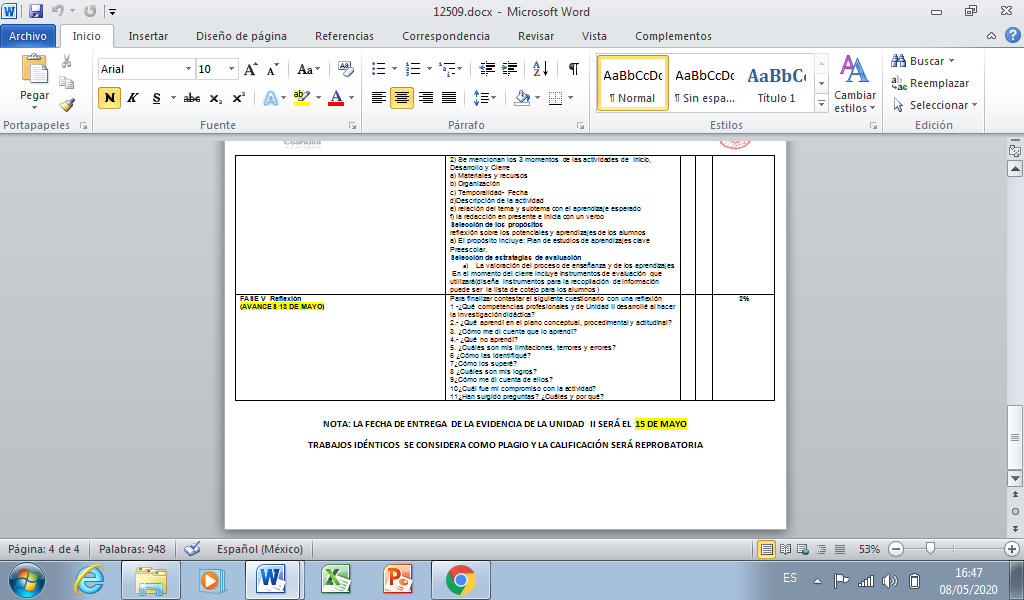 12509.docx - Microsoft Word
Archivo Inicio Insertar Diseño de página Referencias Correspondencia Revisar Vista Complementos
Pegar
Arial 10
Aa
N K S abc x₂ x²
AaBbCcDc AaBbCcDc AaBbC
¶ Normal ¶ Sin espa... Título 1
Cambiar
estilos
Buscar
Reemplazar
Seleccionar
Portapapeles Fuente Párrafo Estilos Edición
Coahuila
2) Se mencionan los 3 momentos de las actividades de Inicio,
Desarrollo y Cierre
a) Materiales y recursos
b) Organización
c) Temporalidad- Fecha
d)Descripción de la actividad
e) relación del tema y subtema con el aprendizaje esperado
f) la redacción en presente e inicia con un verbo
Selección de los propósitos
reflexión sobre los potenciales y aprendizajes de los alumnos
a) El propósito incluye: Plan de estudios de aprendizajes clave
Preescolar.
Selección de estrategias de evaluación
a) La valoración del proceso de enseñanza y de los aprendizajes
En el momento del cierre incluye instrumentos de evaluación que
utilizará(diseña instrumentos para la recopilación de información
puede ser la lista de cotejo para los alumnos)
FASE V Reflexión
(AVANCE 8 13 DE MAYO)
Para finalizar contestar el siguiente cuestionario con una reflexión
1 -¿Qué competencias profesionales y de Unidad II desarrollé al hacer
la investigación didáctica?
2.- ¿Qué aprendí en el plano conceptual, procedimental y actitudinal?
3. ¿Cómo me di cuenta que lo aprendí?
4.- ¿Qué no aprendí?
5. ¿Cuáles son mis limitaciones, temores y errores?
6 ¿Cómo las identifiqué?
7¿Cómo los superé?
8 ¿Cuáles son mis logros?
9¿Cómo me di cuenta de ellos?
10¿Cuál fue mi compromiso con la actividad?
11¿Han surgido preguntas? ¿Cuáles y por qué?
2%
NOTA: LA FECHA DE ENTREGA DE LA EVIDENCIA DE LA UNIDAD II SERÁ EL 15 DE MAYO
TRABAJOS IDÉNTICOS SE CONSIDERA COMO PLAGIO Y LA CALIFICACIÓN SERÁ REPROBATORIA
Página: 4 de 4 Palabras: 948 Español (México) 53%
ES 16:47
08/05/2020